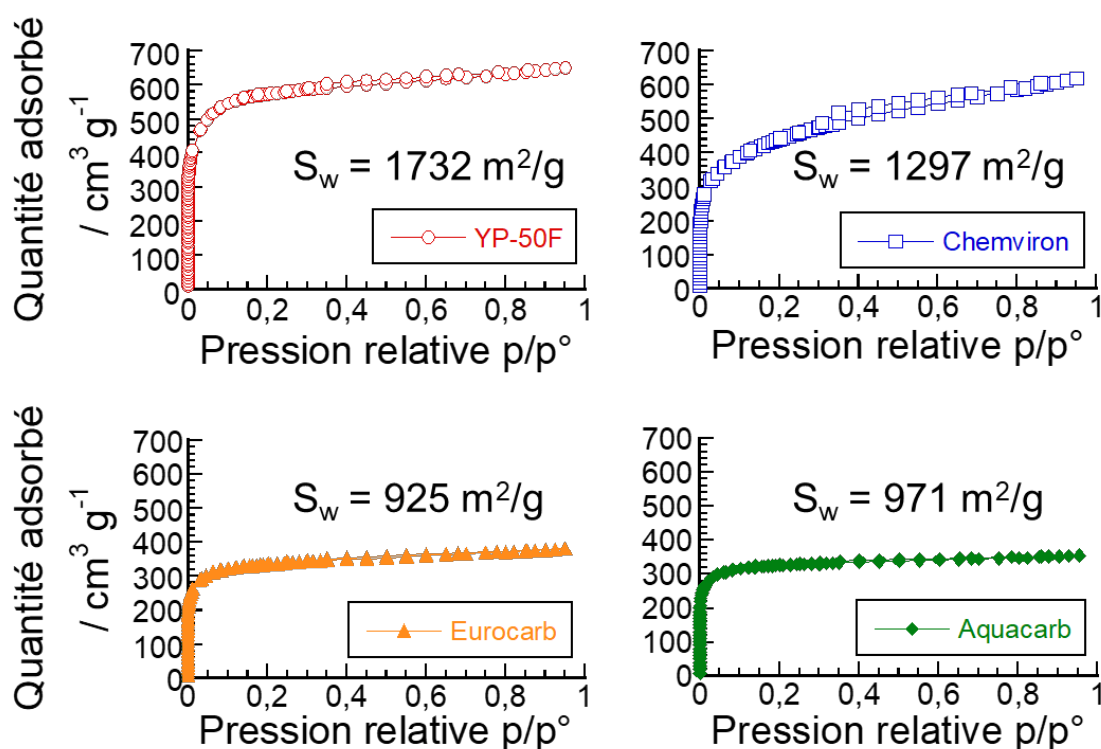 Quantité adsorbé
/ cm³ g⁻¹
700
600
500
400
300
200
100
0
S_w = 1732 m²/g
YP-50F
0 0,2 0,4 0,6 0,8 1
Pression relative p/p°
700
600
500
400
300
200
100
0
S_w = 1297 m²/g
Chemviron
0 0,2 0,4 0,6 0,8 1
Pression relative p/p°
Quantité adsorbé
/ cm³ g⁻¹
700
600
500
400
300
200
100
0
S_w = 925 m²/g
Eurocarb
0 0,2 0,4 0,6 0,8 1
Pression relative p/p°
700
600
500
400
300
200
100
0
S_w = 971 m²/g
Aquacarb
0 0,2 0,4 0,6 0,8 1
Pression relative p/p°